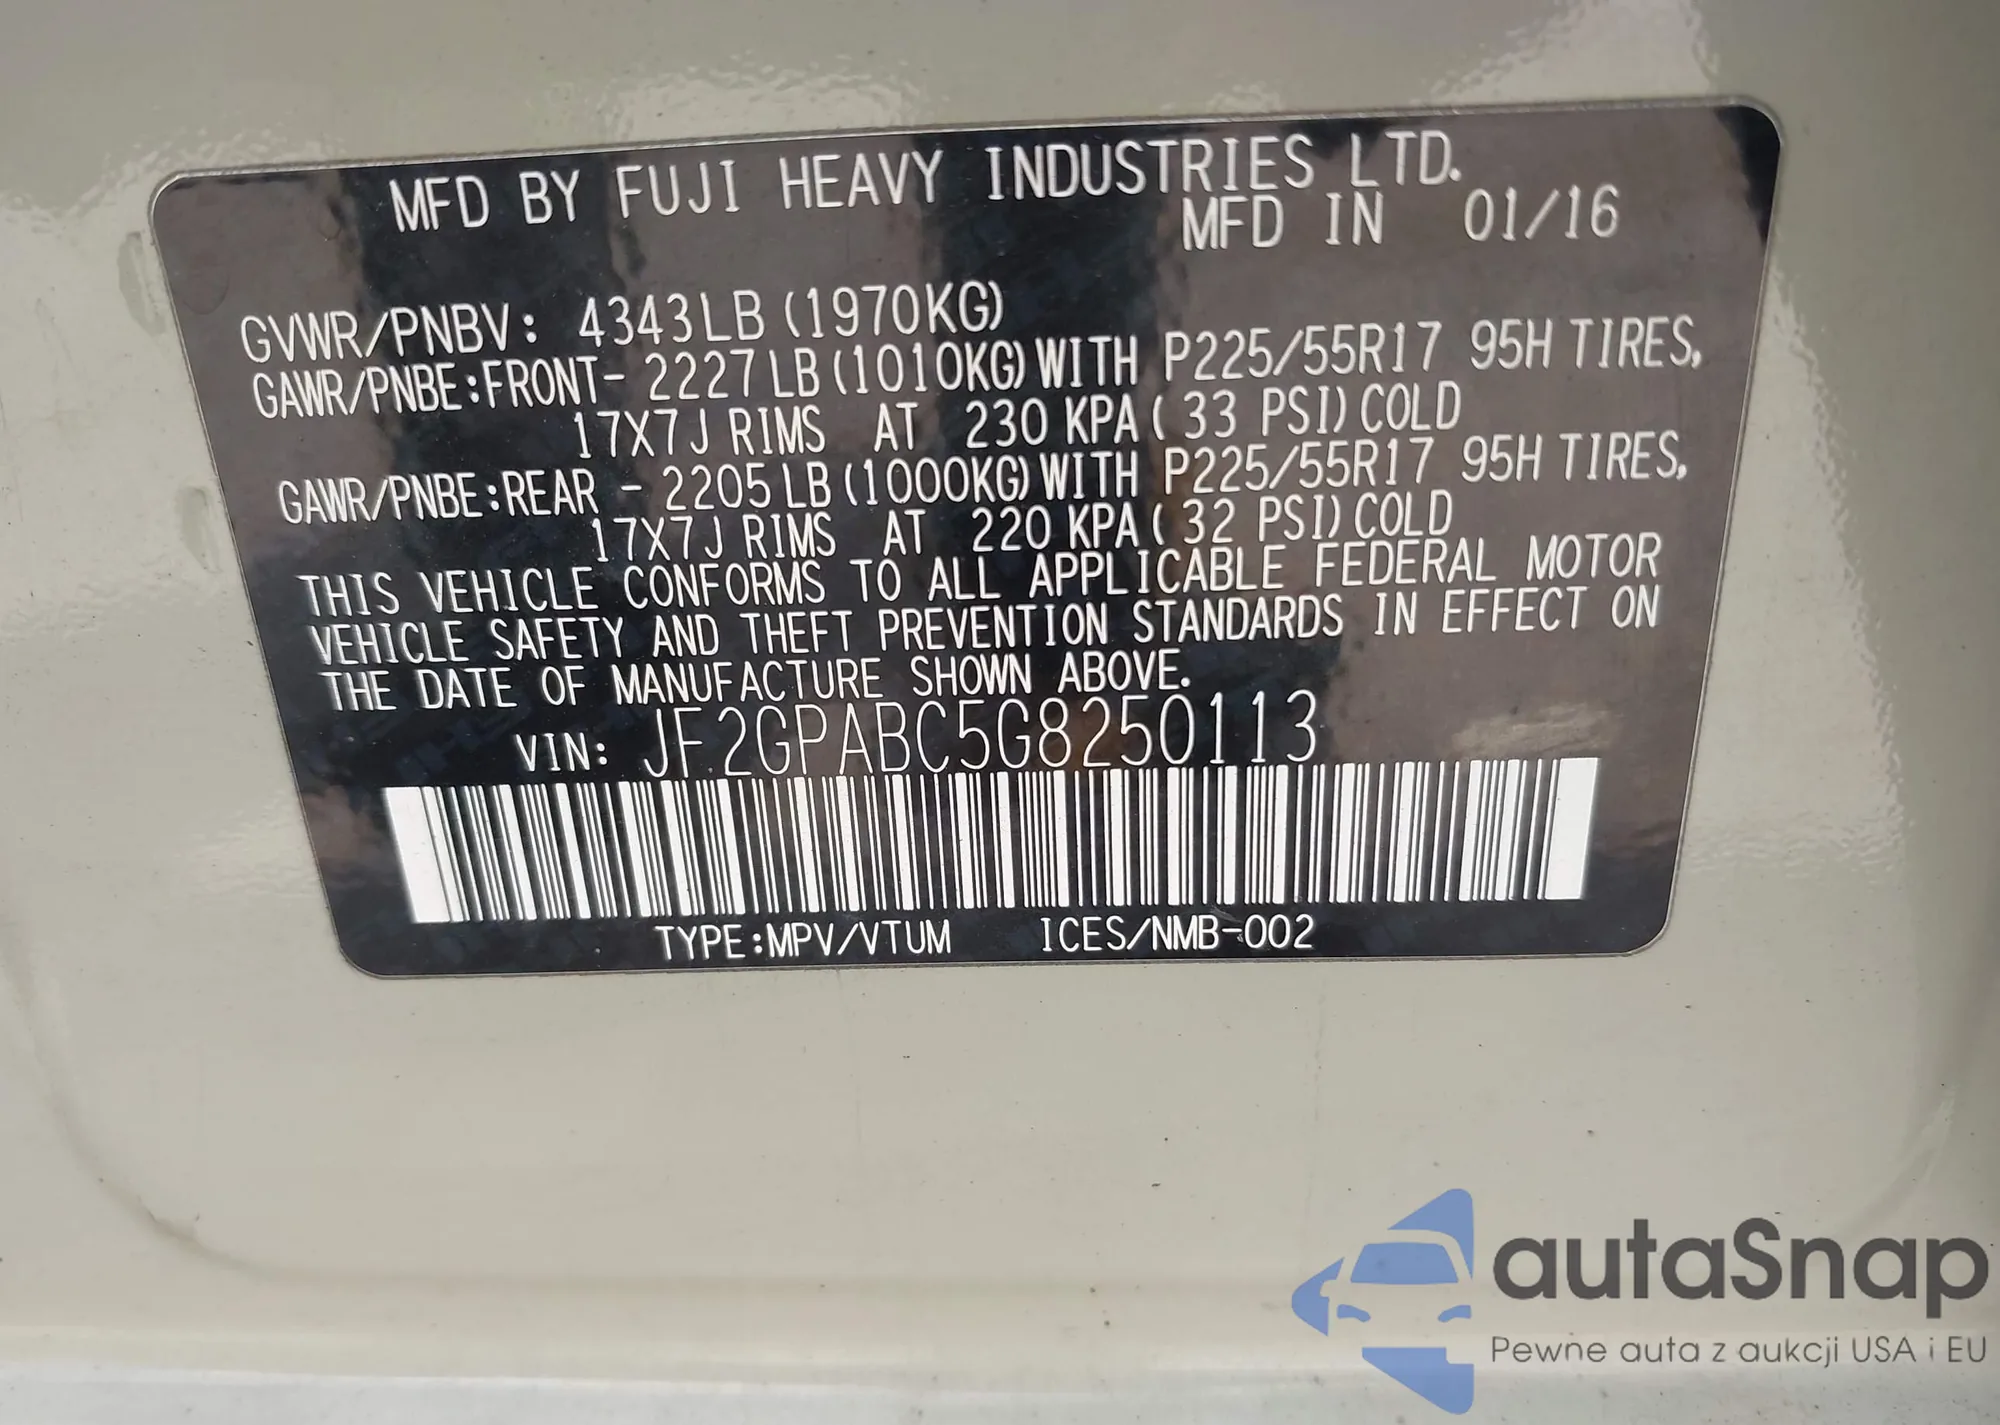 MFD BY FUJI HEAVY INDUSTRIES LTD.
MFD IN 01/16
GVWR/PNBV: 4343LB (1970KG)
GAWR/PNBE:FRONT- 2227LB (1010KG) WITH P225/55R17 95H TIRES,
17X7J RIMS AT 230 KPA ( 33 PSI) COLD
GAWR/PNBE:REAR - 2205LB (1000KG) WITH P225/55R17 95H TIRES,
17X7J RIMS AT 220 KPA ( 32 PSI) COLD
THIS VEHICLE CONFORMS TO ALL APPLICABLE FEDERAL MOTOR
VEHICLE SAFETY AND THEFT PREVENTION STANDARDS IN EFFECT ON
THE DATE OF MANUFACTURE SHOWN ABOVE.
VIN: JF2GPABC5G8250113
TYPE:MPV/VTUM ICES/NMB-002
autaSnap
Pewne auta z aukcji USA i EU